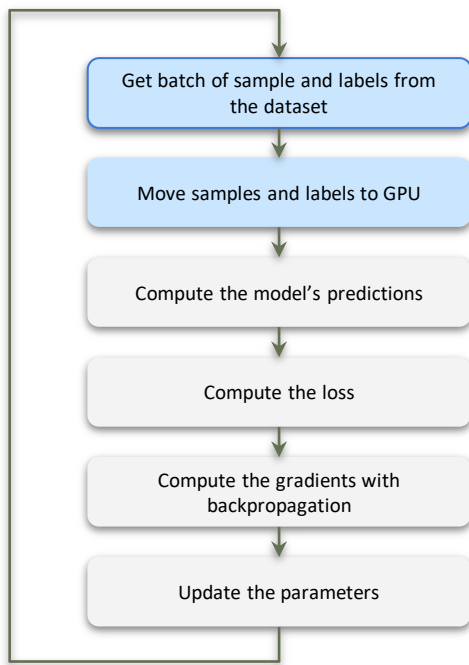 Get batch of sample and labels from
the dataset
Move samples and labels to GPU
Compute the model’s predictions
Compute the loss
Compute the gradients with
backpropagation
Update the parameters